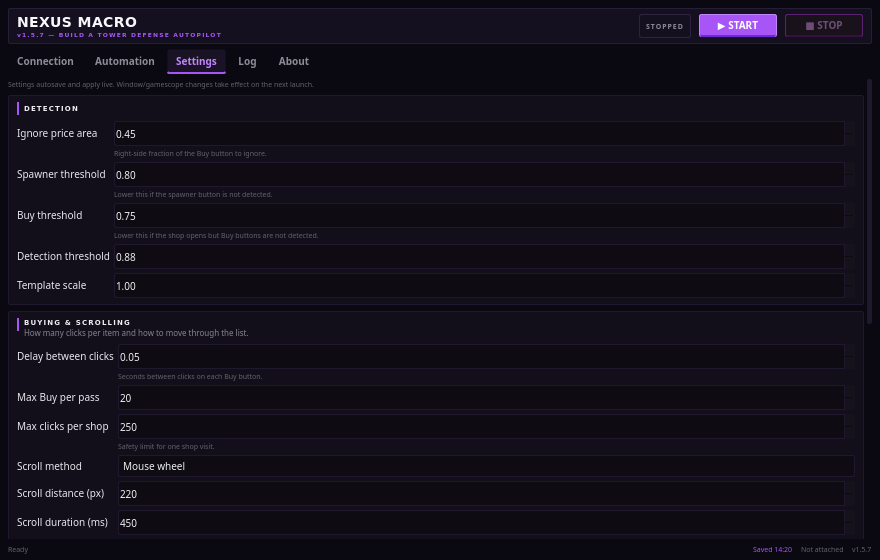 NEXUS MACRO
v1.5.7 — BUILD A TOWER DEFENSE AUTOPILOT
STOPPED
▶ START
■ STOP
Connection
Automation
Settings
Log
About
Settings autosave and apply live. Window/gamescope changes take effect on the next launch.
DETECTION
Ignore price area
0.45
Right-side fraction of the Buy button to ignore.
Spawner threshold
0.80
Lower this if the spawner button is not detected.
Buy threshold
0.75
Lower this if the shop opens but Buy buttons are not detected.
Detection threshold
0.88
Template scale
1.00
BUYING & SCROLLING
How many clicks per item and how to move through the list.
Delay between clicks
0.05
Seconds between clicks on each Buy button.
Max Buy per pass
20
Max clicks per shop
250
Safety limit for one shop visit.
Scroll method
Mouse wheel
Scroll distance (px)
220
Scroll duration (ms)
450
Ready
Saved 14:20
Not attached
v1.5.7